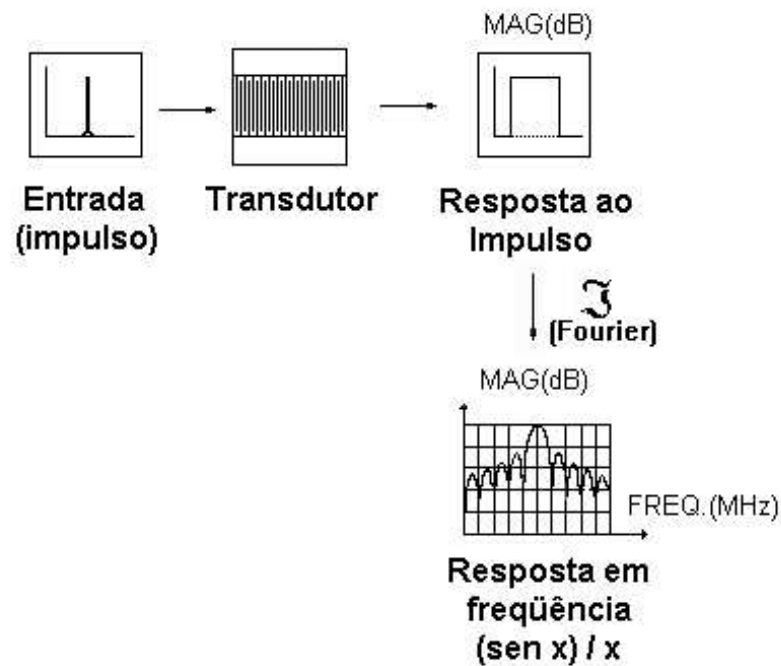 MAG(dB)
Entrada
(impulso)
Transdutor
Resposta ao
Impulso
ℑ
(Fourier)
MAG(dB)
FREQ.(MHz)
Resposta em
freqüência
(sen x) / x